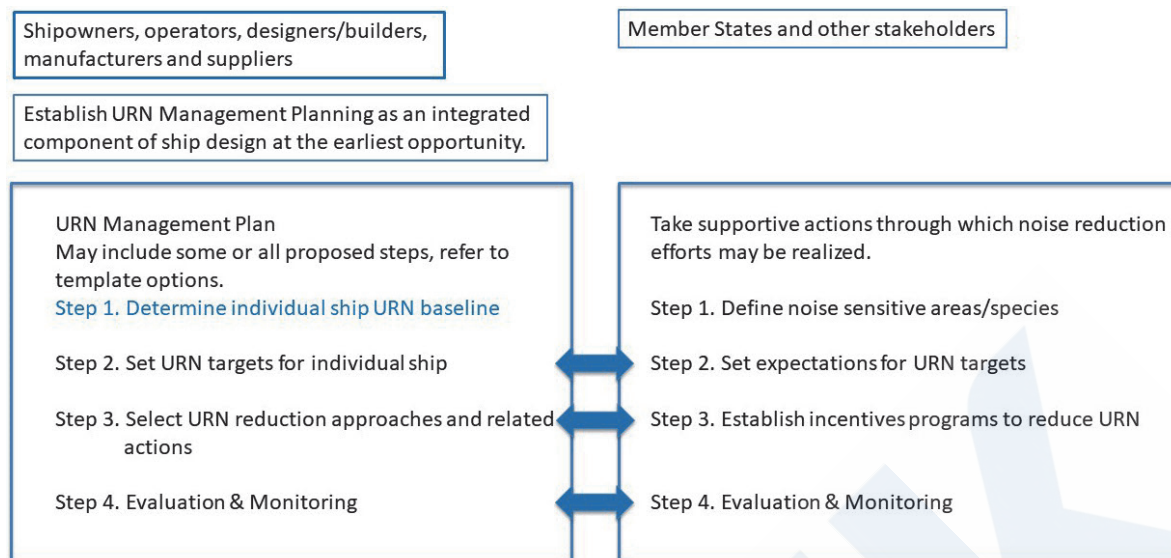 Shipowners, operators, designers/builders,
manufacturers and suppliers
Establish URN Management Planning as an integrated
component of ship design at the earliest opportunity.
URN Management Plan
May include some or all proposed steps, refer to
template options.
Step 1. Determine individual ship URN baseline
Step 2. Set URN targets for individual ship
Step 3. Select URN reduction approaches and related
actions
Step 4. Evaluation & Monitoring
Member States and other stakeholders
Take supportive actions through which noise reduction
efforts may be realized.
Step 1. Define noise sensitive areas/species
Step 2. Set expectations for URN targets
Step 3. Establish incentives programs to reduce URN
Step 4. Evaluation & Monitoring